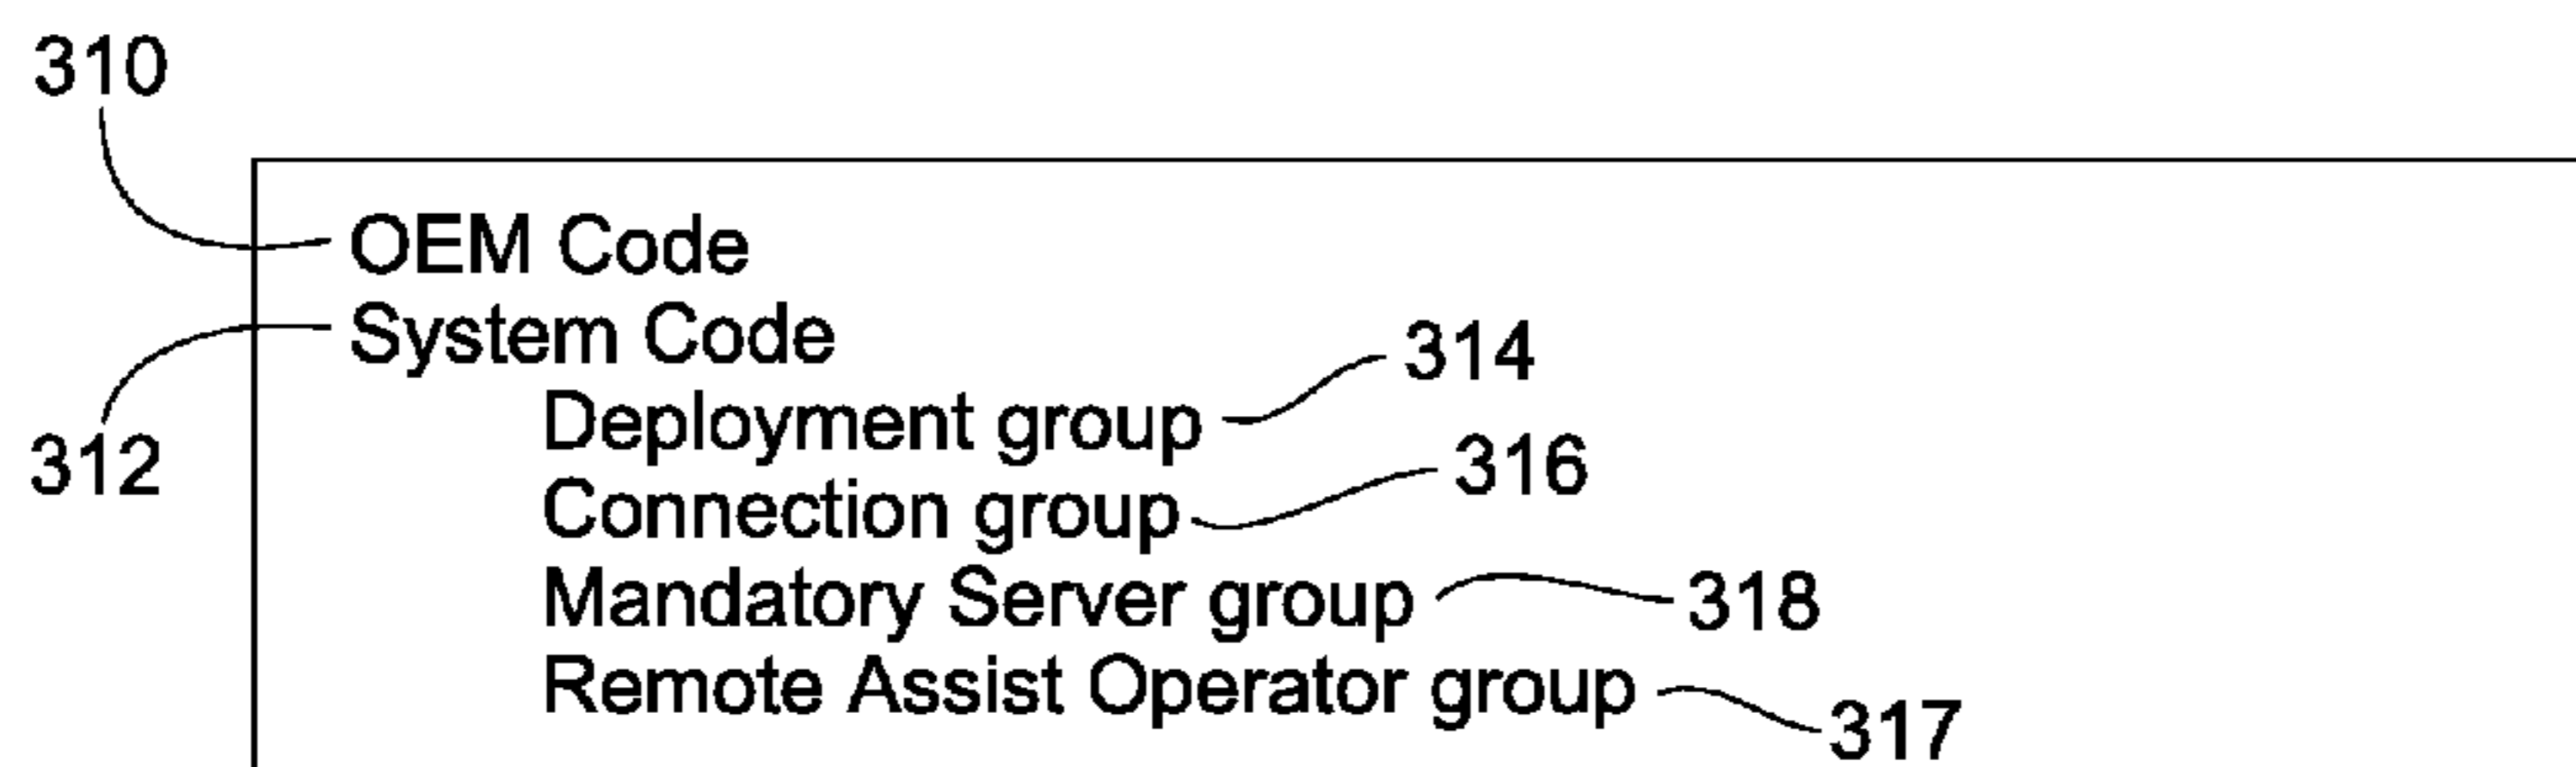 310
OEM Code
System Code
312
Deployment group 314
Connection group 316
Mandatory Server group 318
Remote Assist Operator group 317